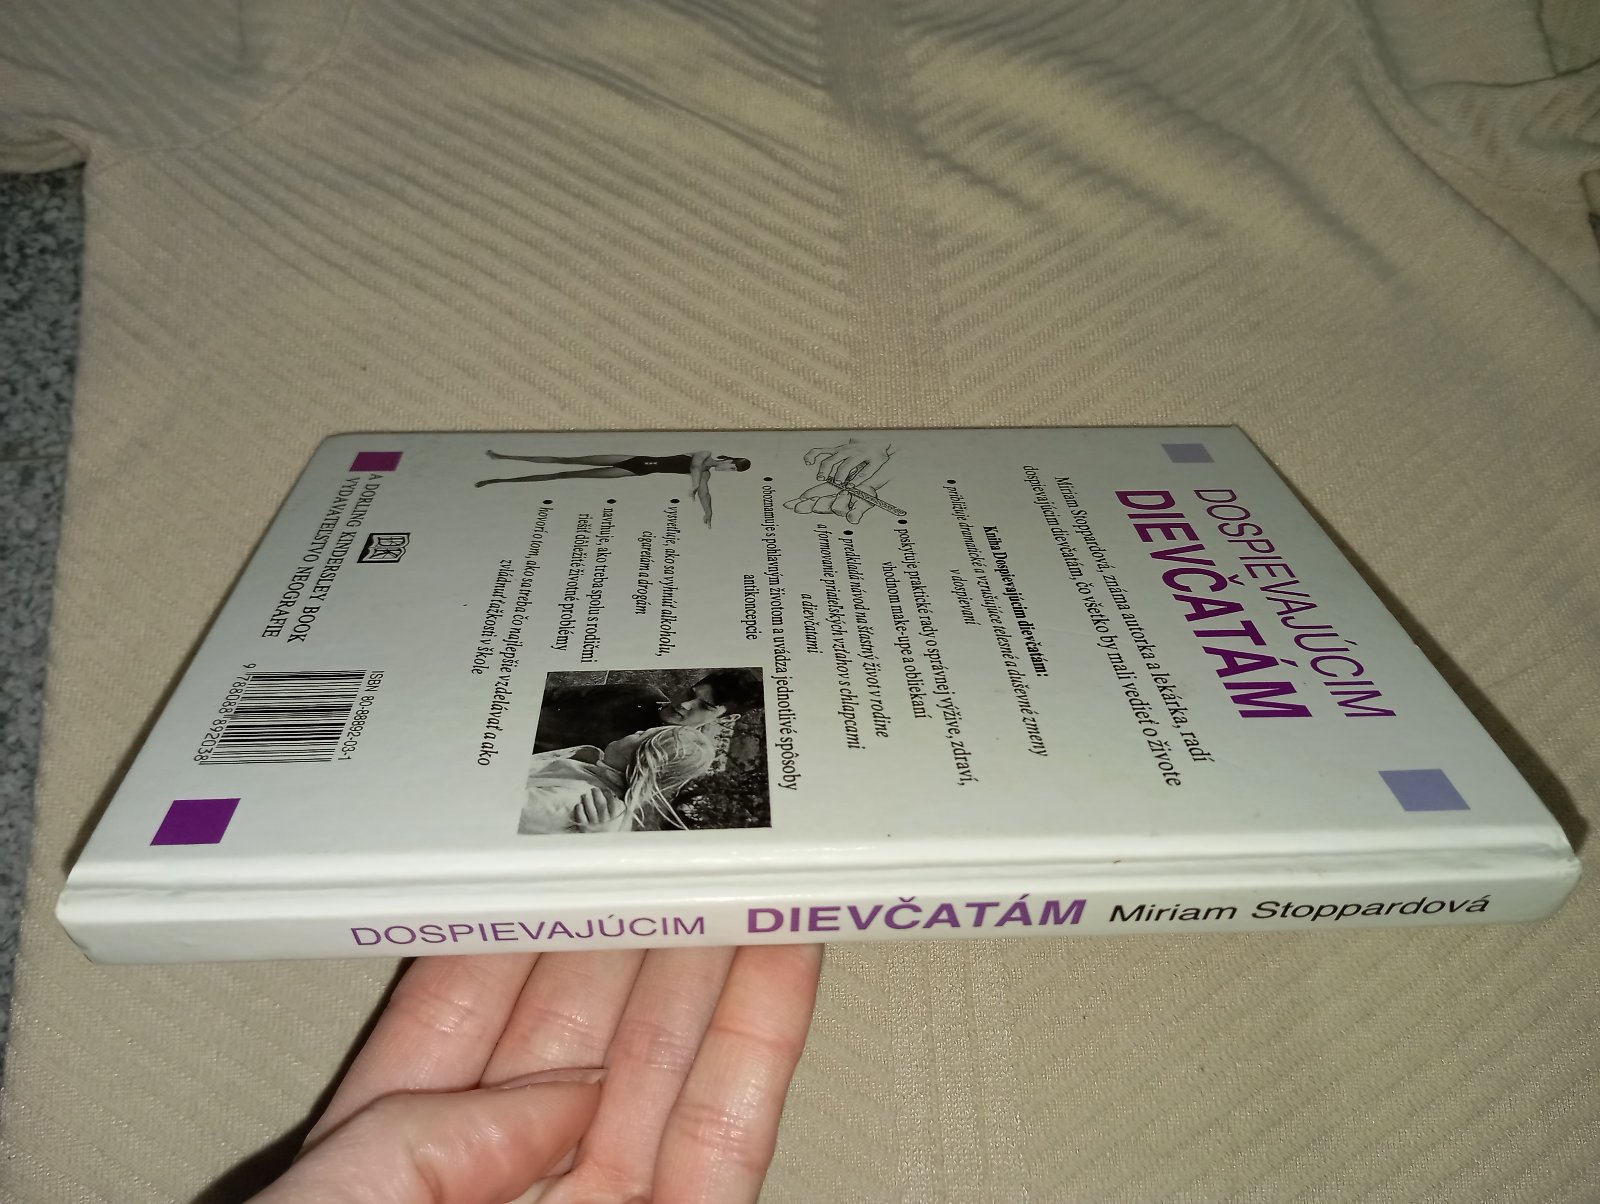 DOSPIEVAJÚCIM
DIEVČATÁM
Miriam Stoppardová, známa autorka a lekárka, radí
dospievajúcim dievčatám, čo všetko by mali vedieť o živote
Kniha Dospievajúcim dievčatám:
• približuje dramatické a vzrušujúce telesné a duševné zmeny
v dospievaní
• poskytuje praktické rady o správnej výžive, zdraví,
vhodnom make-upe a obliekaní
• predkladá návod na šťastný život v rodine
a formovanie priateľských vzťahov s chlapcami
a dievčatami
• oboznamuje s pohlavným životom a uvádza jednotlivé spôsoby
antikoncepcie
• vysvetľuje, ako sa vyhnúť alkoholu,
cigaretám a drogám
• navrhuje, ako treba spolu s rodičmi
riešiť dôležité životné problémy
• hovorí o tom, ako sa treba čo najlepšie vzdelávať a ako
zvládnuť ťažkosti v škole
DK
A DORLING KINDERSLEY BOOK
VYDAVATEĽSTVO NEOGRAFIE
ISBN 80-88892-03-1
9 788088 892038
DOSPIEVAJÚCIM DIEVČATÁM Miriam Stoppardová